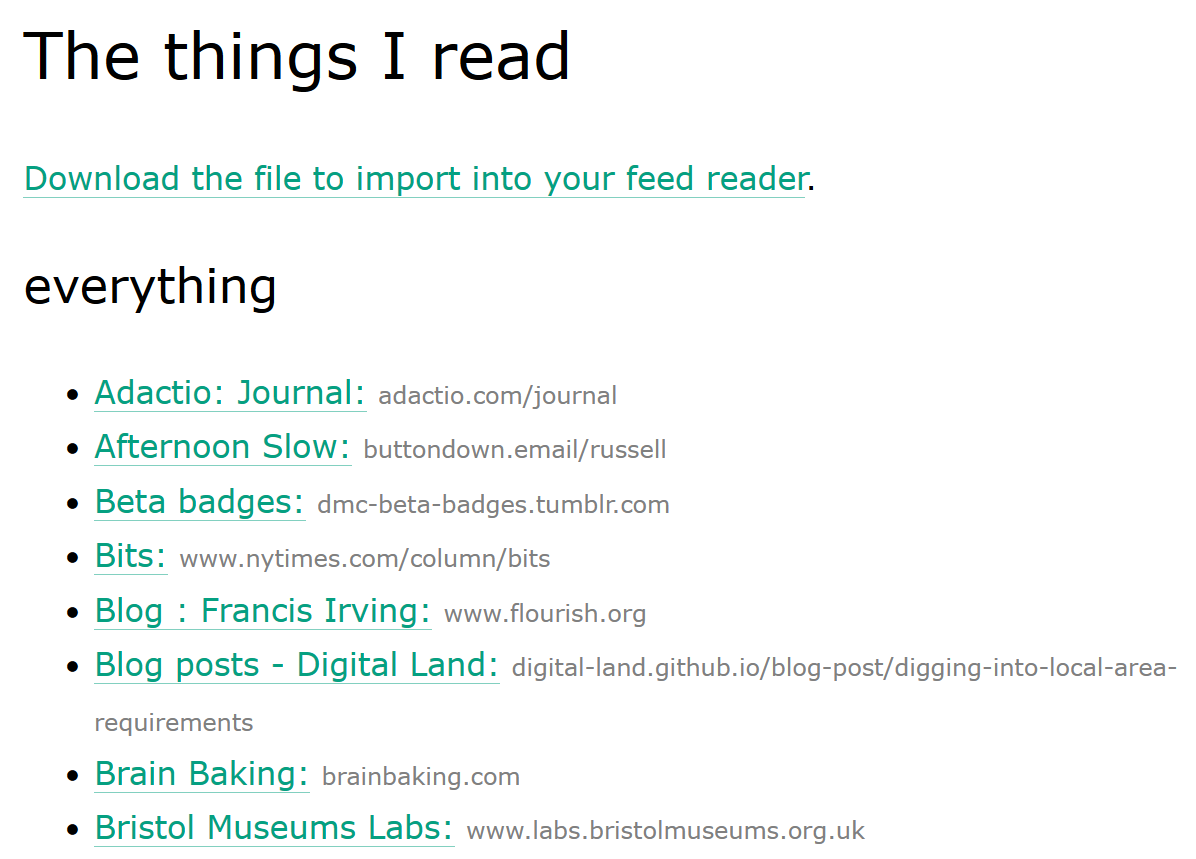 The things I read
Download the file to import into your feed reader.
everything
Adactio: Journal: adactio.com/journal
Afternoon Slow: buttondown.email/russell
Beta badges: dmc-beta-badges.tumblr.com
Bits: www.nytimes.com/column/bits
Blog : Francis Irving: www.flourish.org
Blog posts - Digital Land: digital-land.github.io/blog-post/digging-into-local-area-
requirements
Brain Baking: brainbaking.com
Bristol Museums Labs: www.labs.bristolmuseums.org.uk